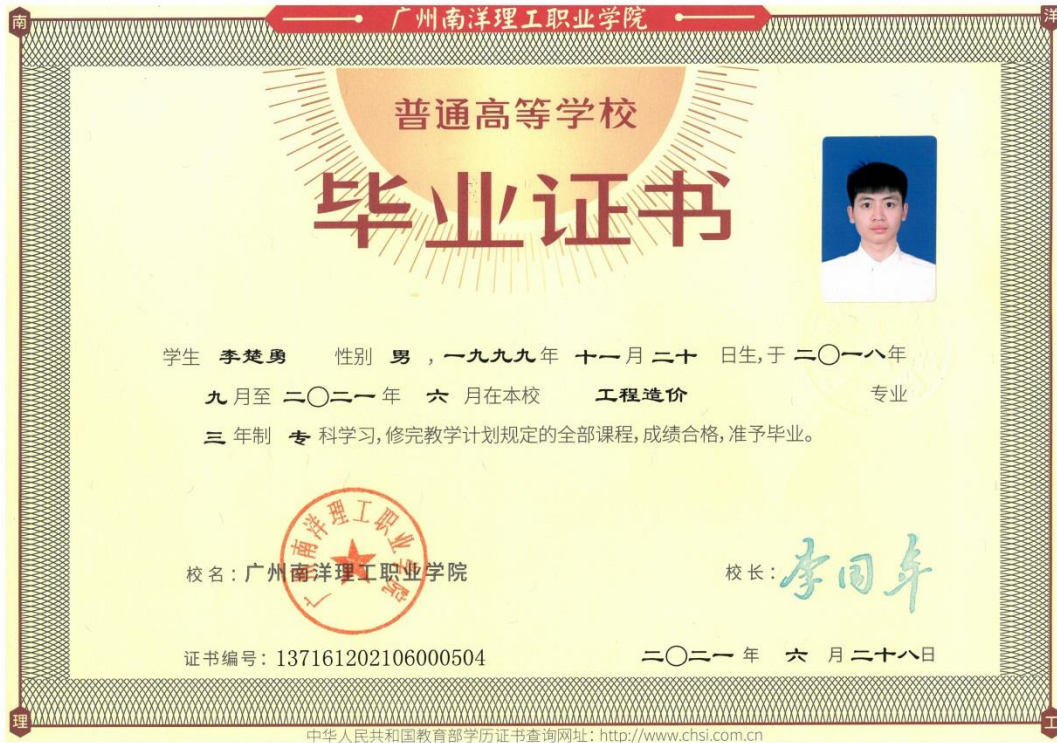 南
广州南洋理工职业学院
洋
普通高等学校
毕业证书
学生 李楚勇 性别 男 ,一九九九年 十一月二十 日生,于 二〇一八年
九月至 二〇二一年 六 月在本校 工程造价 专业
三 年制 专 科学习,修完教学计划规定的全部课程,成绩合格,准予毕业。
广州南洋理工职业学院
校名:广州南洋理工职业学院
校长:李同年
证书编号:137161202106000504
二〇二一 年 六 月二十八日
理
工
中华人民共和国教育部学历证书查询网址:http://www.chsi.com.cn